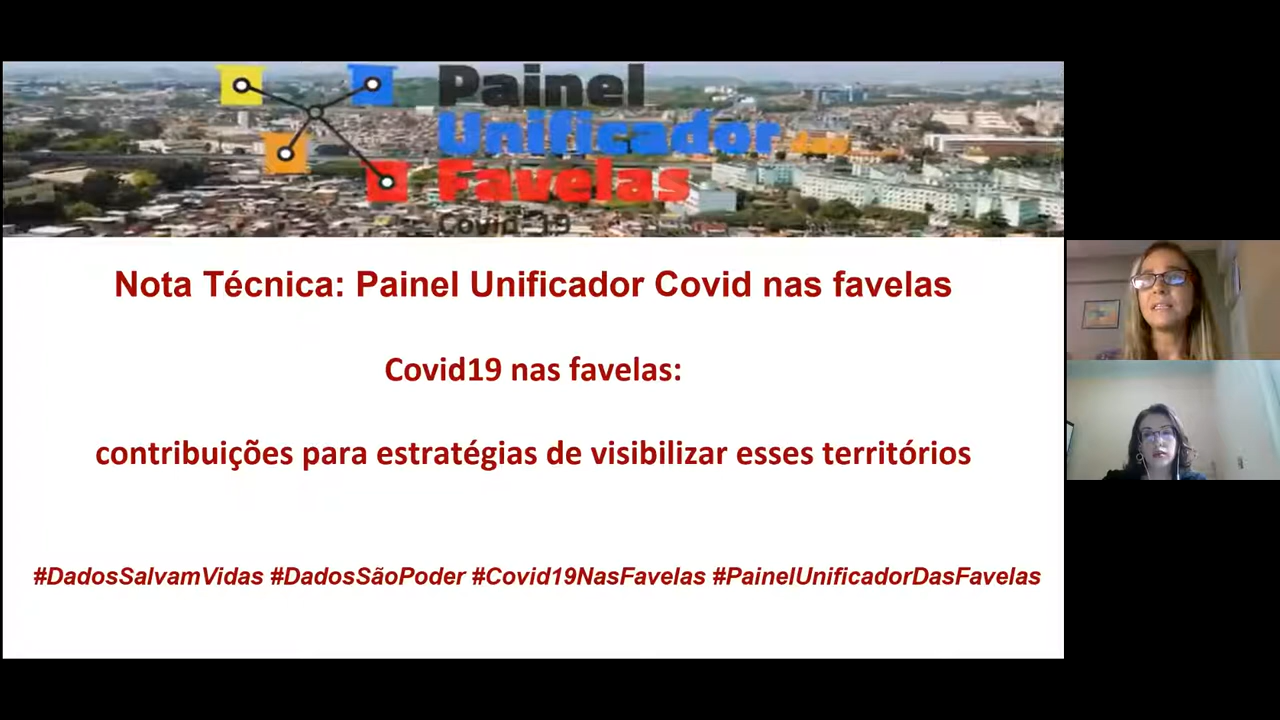 Painel
Unificador das
Favelas
Covid-19
Nota Técnica: Painel Unificador Covid nas favelas
Covid19 nas favelas:
contribuições para estratégias de visibilizar esses territórios
#DadosSalvamVidas #DadosSãoPoder #Covid19NasFavelas #PainelUnificadorDasFavelas